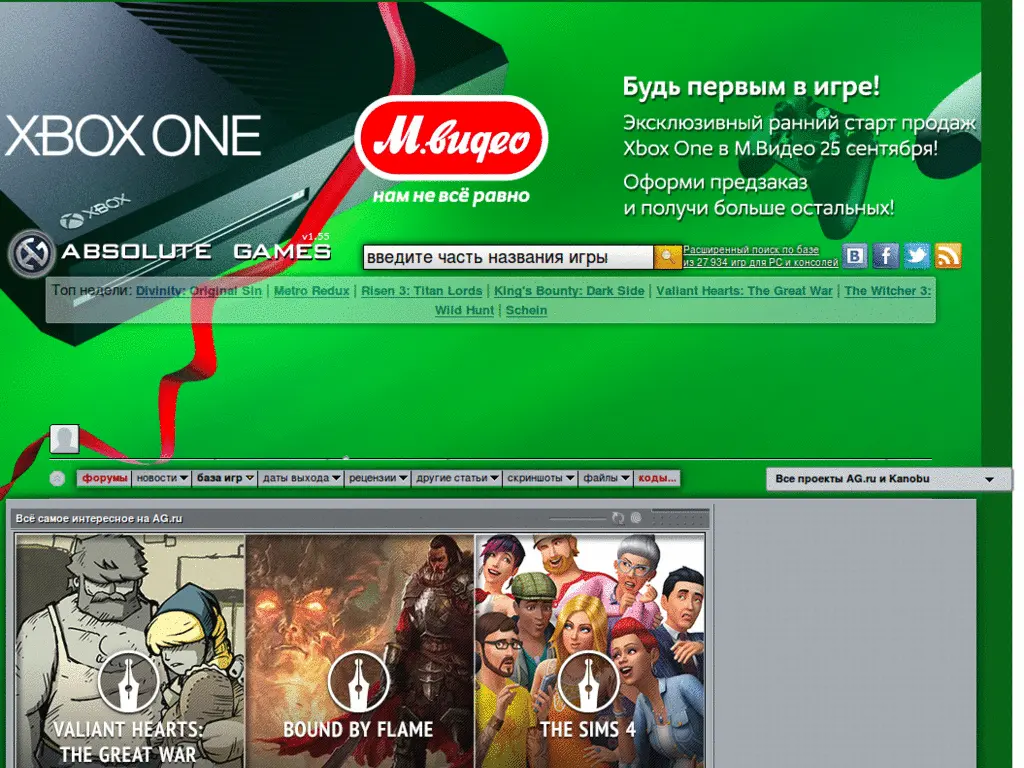 Будь первым в игре!
XBOX ONE
М.видео
Эксклюзивный ранний старт продаж
Xbox One в М.Видео 25 сентября!
нам не всё равно
Оформи предзаказ
и получи больше остальных!
XBOX
v1.55
ABSOLUTE GAMES
введите часть названия игры
Расширенный поиск по базе
из 27 934 игр для PC и консолей
Топ недели: Divinity: Original Sin | Metro Redux | Risen 3: Titan Lords | King's Bounty: Dark Side | Valiant Hearts: The Great War | The Witcher 3:
Wild Hunt | Schein
форумы новости база игр даты выхода рецензии другие статьи скриншоты файлы коды...
Все проекты AG.ru и Kanobu
Всё самое интересное на AG.ru
VALIANT HEARTS:
THE GREAT WAR
BOUND BY FLAME
THE SIMS 4